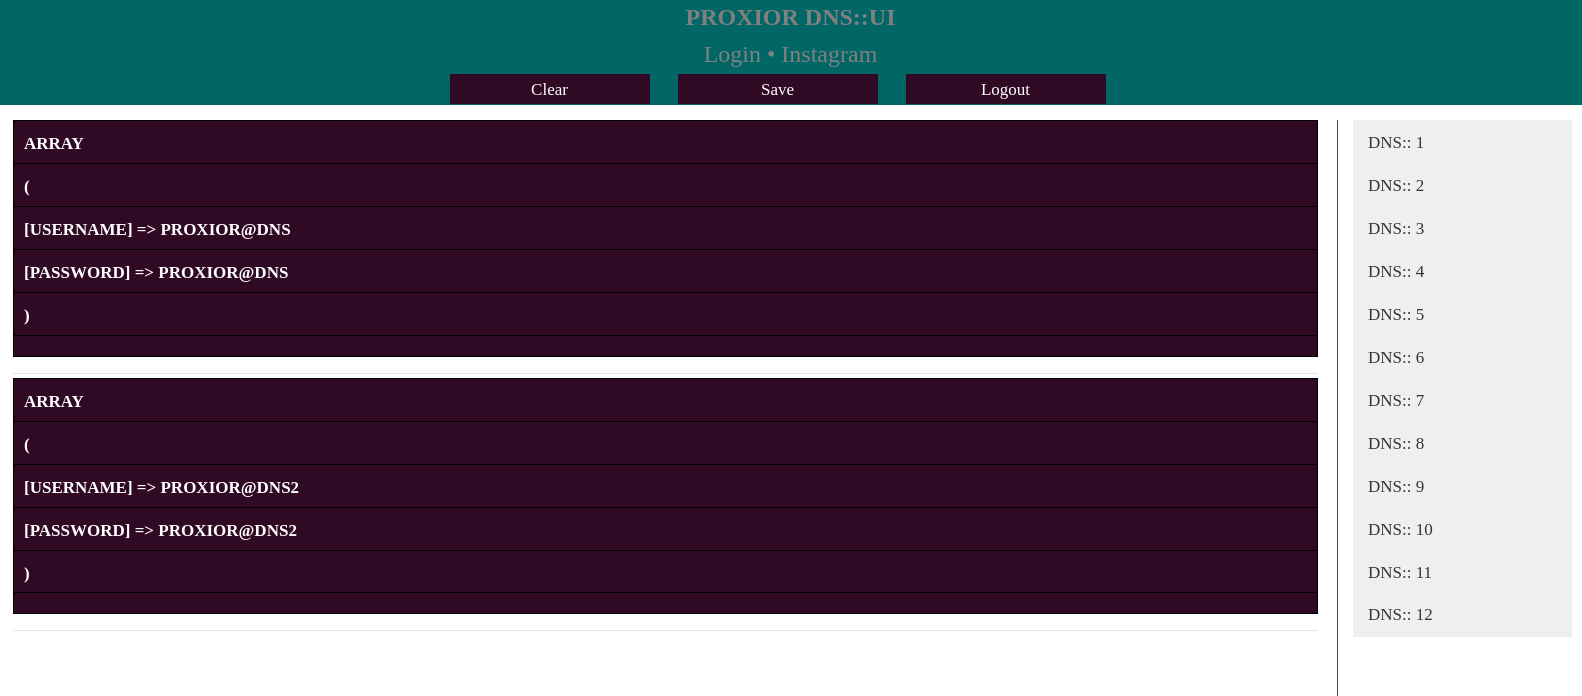 PROXIOR DNS::UI
Login • Instagram
Clear Save Logout
ARRAY
(
[USERNAME] => PROXIOR@DNS
[PASSWORD] => PROXIOR@DNS
)
ARRAY
(
[USERNAME] => PROXIOR@DNS2
[PASSWORD] => PROXIOR@DNS2
)
DNS:: 1
DNS:: 2
DNS:: 3
DNS:: 4
DNS:: 5
DNS:: 6
DNS:: 7
DNS:: 8
DNS:: 9
DNS:: 10
DNS:: 11
DNS:: 12